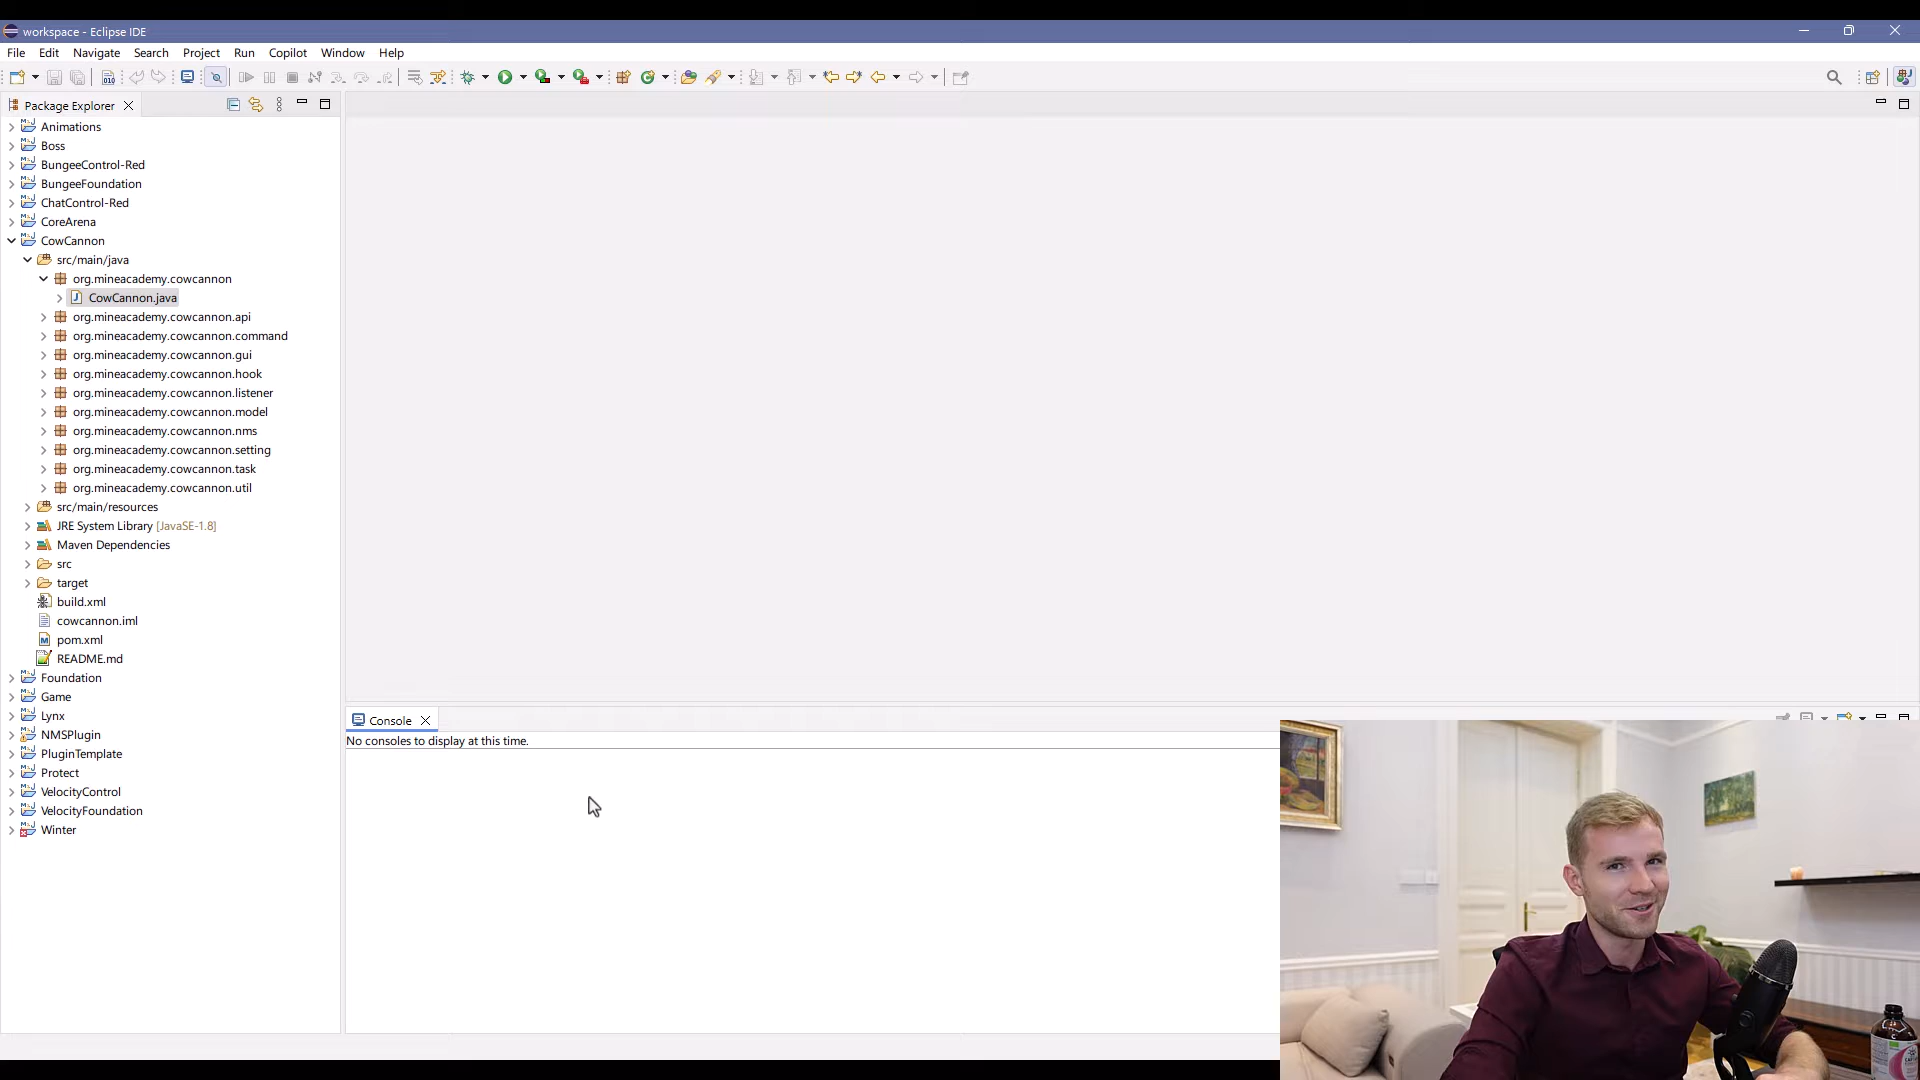 workspace - Eclipse IDE
File Edit Navigate Search Project Run Copilot Window Help
Package Explorer
Animations
Boss
BungeeControl-Red
BungeeFoundation
ChatControl-Red
CoreArena
CowCannon
src/main/java
org.mineacademy.cowcannon
CowCannon.java
org.mineacademy.cowcannon.api
org.mineacademy.cowcannon.command
org.mineacademy.cowcannon.gui
org.mineacademy.cowcannon.hook
org.mineacademy.cowcannon.listener
org.mineacademy.cowcannon.model
org.mineacademy.cowcannon.nms
org.mineacademy.cowcannon.setting
org.mineacademy.cowcannon.task
org.mineacademy.cowcannon.util
src/main/resources
JRE System Library [JavaSE-1.8]
Maven Dependencies
src
target
build.xml
cowcannon.iml
pom.xml
README.md
Foundation
Game
Lynx
NMSPlugin
PluginTemplate
Protect
VelocityControl
VelocityFoundation
Winter
Console
No consoles to display at this time.